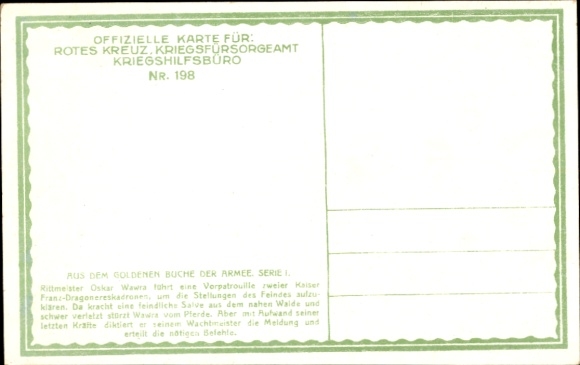 OFFIZIELLE KARTE FÜR:
ROTES KREUZ, KRIEGSFÜRSORGEAMT
KRIEGSHILFSBÜRO
NR. 198
AUS DEM GOLDENEN BUCHE DER ARMEE, SERIE I.
Rittmeister Oskar Wawra führt eine Vorpatrouille zweier Kaiser
Franz-Dragonereskadronen, um die Stellungen des Feindes aufzu-
klären. Da kracht eine feindliche Salve aus dem nahen Walde und
schwer verletzt stürzt Wawra vom Pferde. Aber mit Aufwand seiner
letzten Kräfte diktiert er seinem Wachtmeister die Meldung und
erteilt die nötigen Befehle.